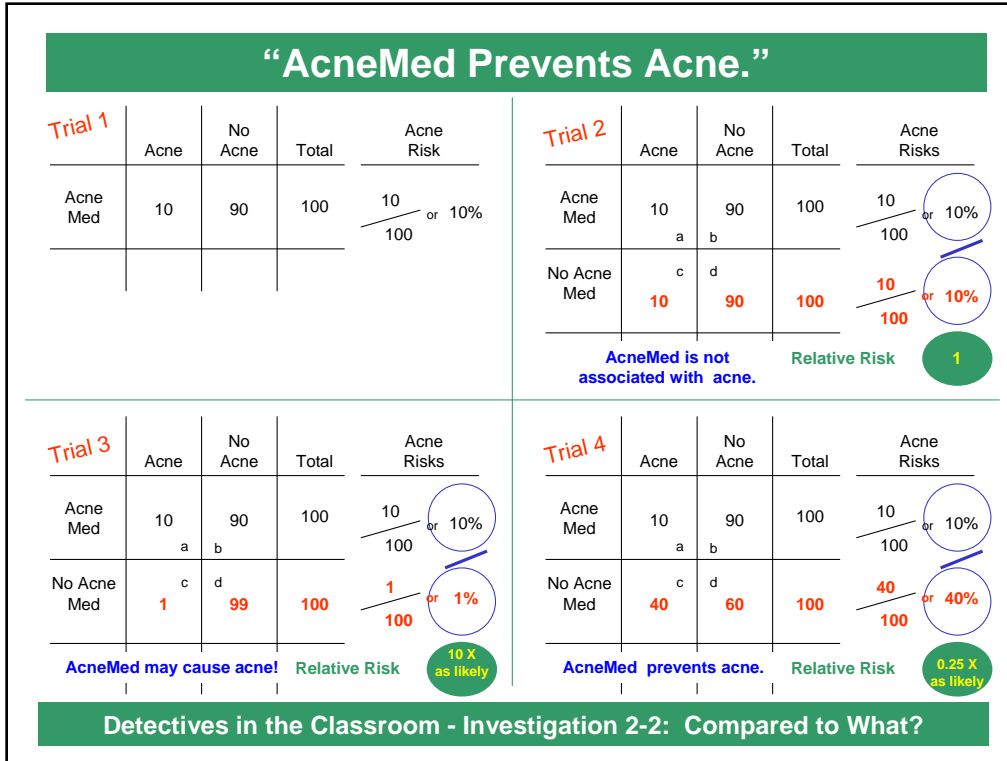 “AcneMed Prevents Acne.”
Trial 1
No
Acne
Acne Acne Total Risk
Acne
Med
10 90 100 10
or 10%
100
Trial 2
No
Acne
Acne Acne Total Risks
Acne
Med
10 90 100 10
or 10%
100
a b
c d
No Acne
Med
10 90 100 10
or 10%
100
AcneMed is not
associated with acne.
Relative Risk 1
Trial 3
No
Acne
Acne Acne Total Risks
Acne
Med
10 90 100 10
or 10%
100
a b
c d
No Acne
Med
1 99 100 1
or 1%
100
AcneMed may cause acne! Relative Risk
10 X
as likely
Trial 4
No
Acne
Acne Acne Total Risks
Acne
Med
10 90 100 10
or 10%
100
a b
c d
No Acne
Med
40 60 100 40
or 40%
100
AcneMed prevents acne. Relative Risk
0.25 X
as likely
Detectives in the Classroom - Investigation 2-2: Compared to What?